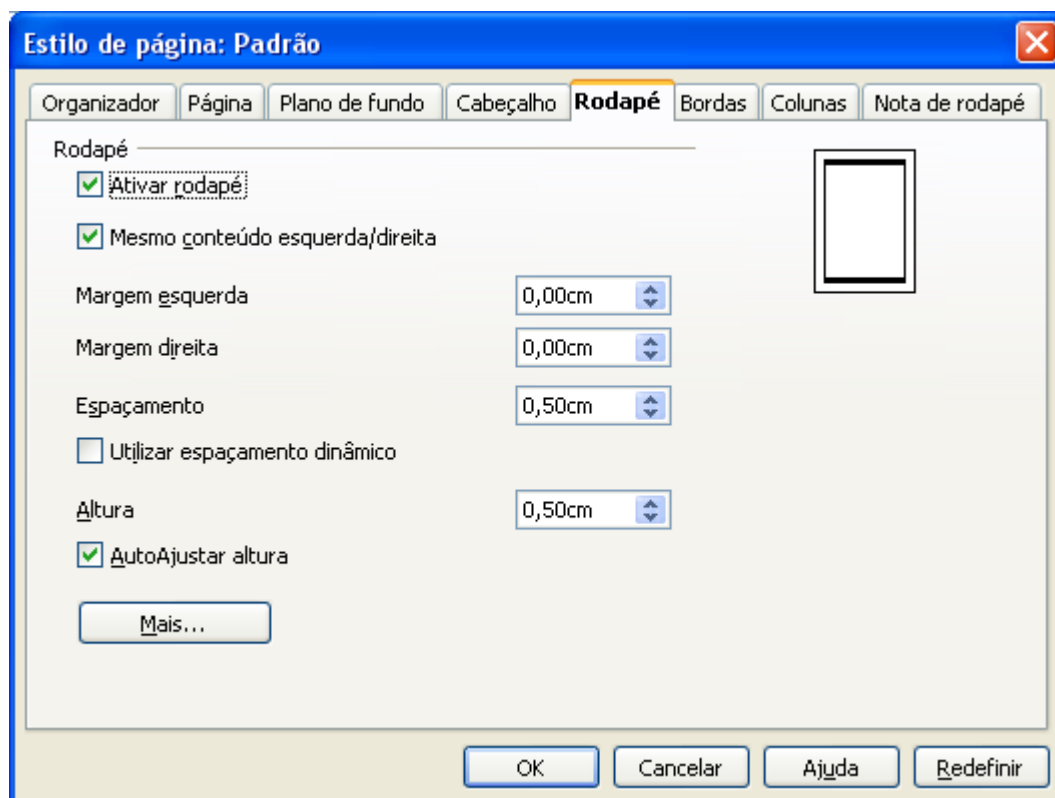 Estilo de página: Padrão
Organizador Página Plano de fundo Cabeçalho Rodapé Bordas Colunas Nota de rodapé
Rodapé
Ativar rodapé
Mesmo conteúdo esquerda/direita
Margem esquerda 0,00cm
Margem direita 0,00cm
Espaçamento 0,50cm
Utilizar espaçamento dinâmico
Altura 0,50cm
AutoAjustar altura
Mais...
OK Cancelar Ajuda Redefinir